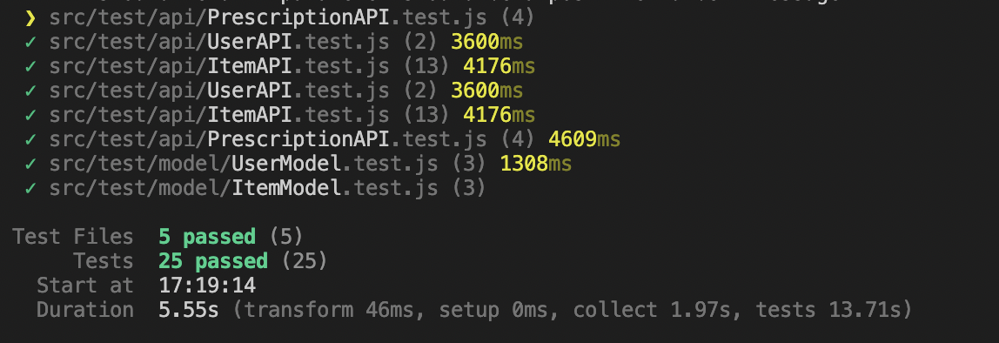 ❯ src/test/api/PrescriptionAPI.test.js (4)
✓ src/test/api/UserAPI.test.js (2) 3600ms
✓ src/test/api/ItemAPI.test.js (13) 4176ms
✓ src/test/api/UserAPI.test.js (2) 3600ms
✓ src/test/api/ItemAPI.test.js (13) 4176ms
✓ src/test/api/PrescriptionAPI.test.js (4) 4609ms
✓ src/test/model/UserModel.test.js (3) 1308ms
✓ src/test/model/ItemModel.test.js (3)
Test Files 5 passed (5)
Tests 25 passed (25)
Start at 17:19:14
Duration 5.55s (transform 46ms, setup 0ms, collect 1.97s, tests 13.71s)